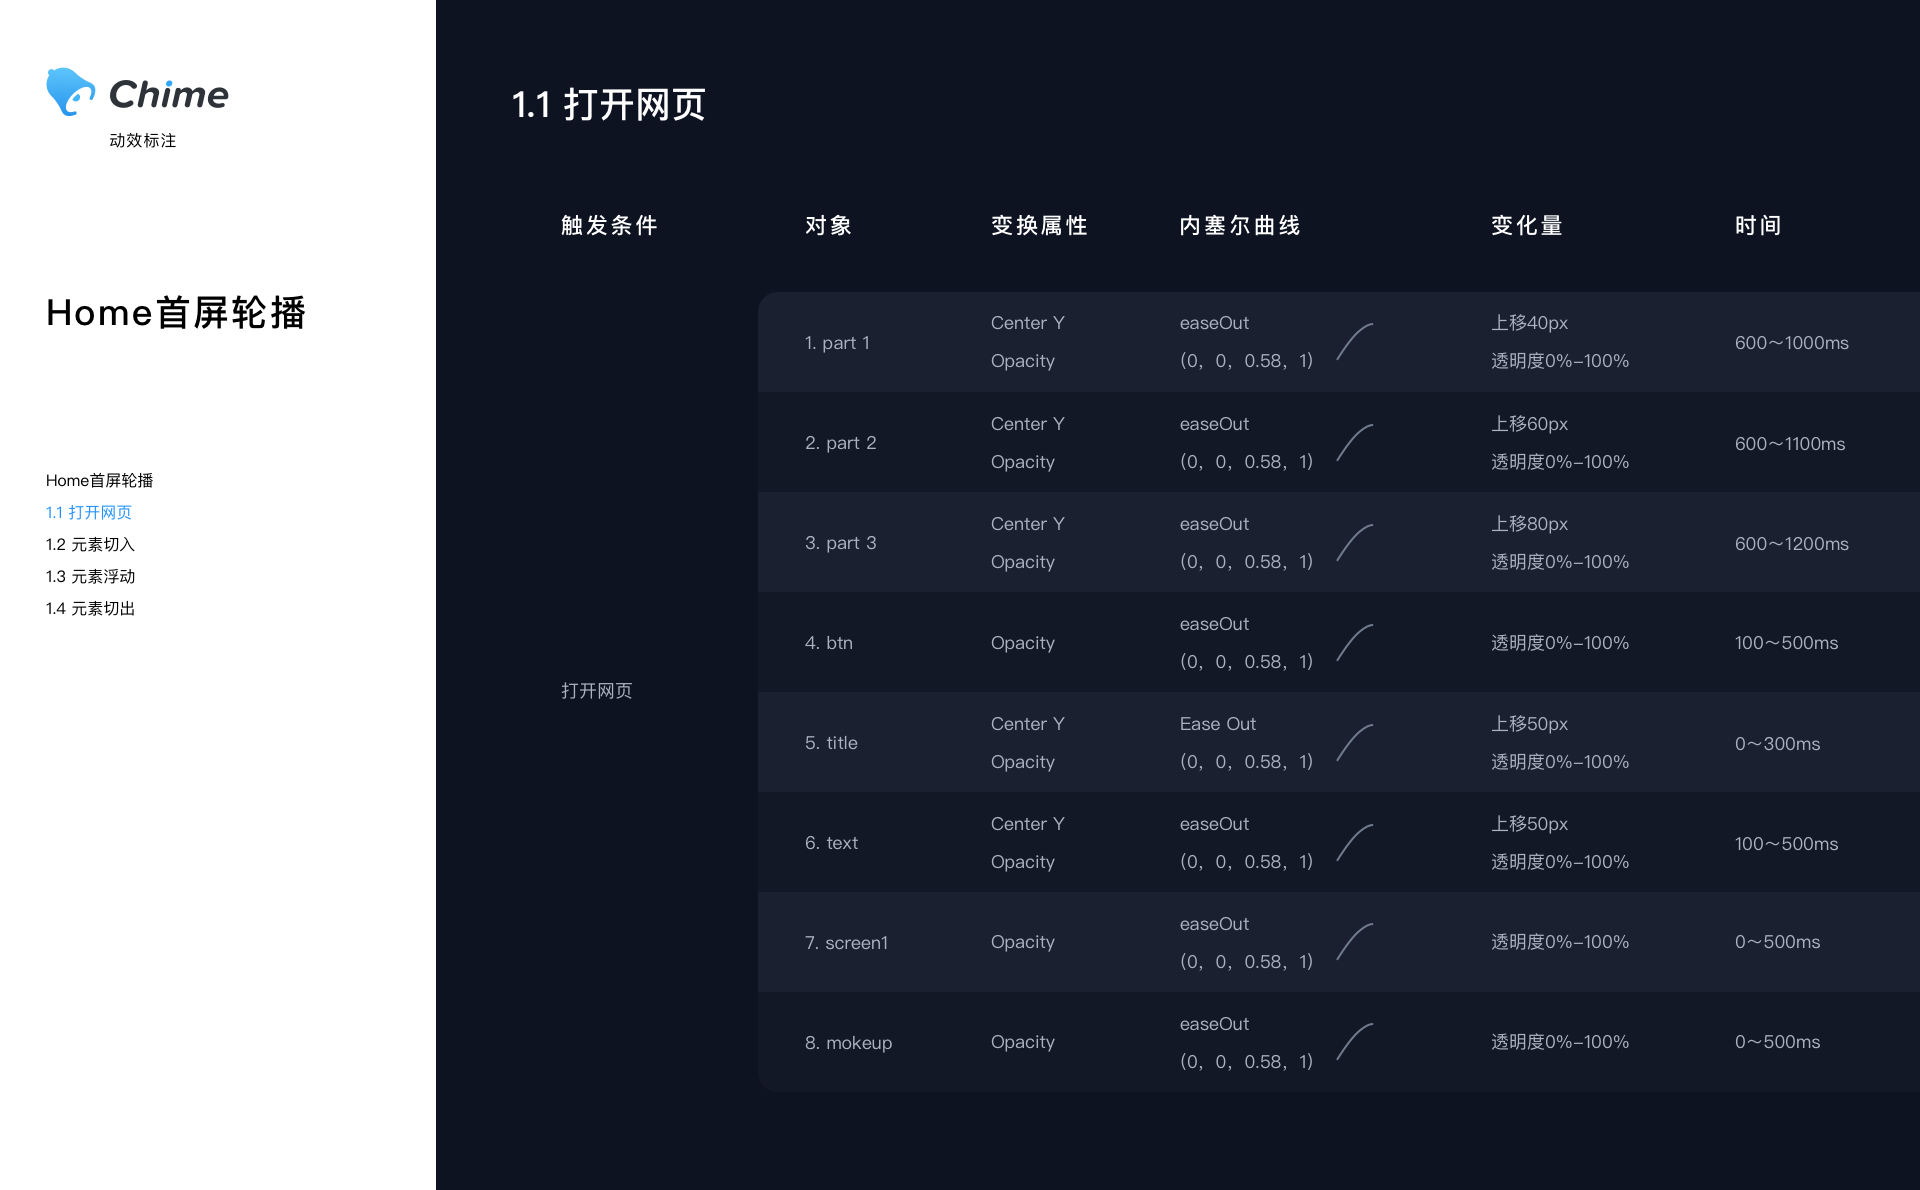 Chime
动效标注
Home首屏轮播
Home首屏轮播
1.1 打开网页
1.2 元素切入
1.3 元素浮动
1.4 元素切出
1.1 打开网页
触发条件 对象 变换属性 内塞尔曲线 变化量 时间
打开网页
1. part 1
Center Y
Opacity
easeOut
(0, 0, 0.58, 1)
上移40px
透明度0%-100%
600～1000ms
2. part 2
Center Y
Opacity
easeOut
(0, 0, 0.58, 1)
上移60px
透明度0%-100%
600～1100ms
3. part 3
Center Y
Opacity
easeOut
(0, 0, 0.58, 1)
上移80px
透明度0%-100%
600～1200ms
4. btn
Opacity
easeOut
(0, 0, 0.58, 1)
透明度0%-100%
100～500ms
5. title
Center Y
Opacity
Ease Out
(0, 0, 0.58, 1)
上移50px
透明度0%-100%
0～300ms
6. text
Center Y
Opacity
easeOut
(0, 0, 0.58, 1)
上移50px
透明度0%-100%
100～500ms
7. screen1
Opacity
easeOut
(0, 0, 0.58, 1)
透明度0%-100%
0～500ms
8. mokeup
Opacity
easeOut
(0, 0, 0.58, 1)
透明度0%-100%
0～500ms